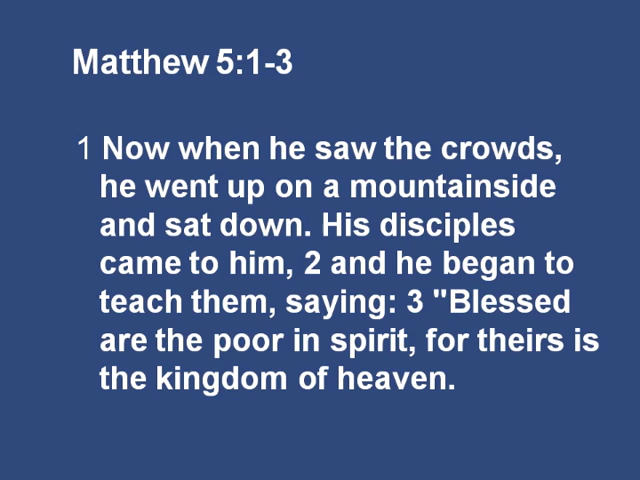 Matthew 5:1-3
1 Now when he saw the crowds,
he went up on a mountainside
and sat down. His disciples
came to him, 2 and he began to
teach them, saying: 3 "Blessed
are the poor in spirit, for theirs is
the kingdom of heaven.